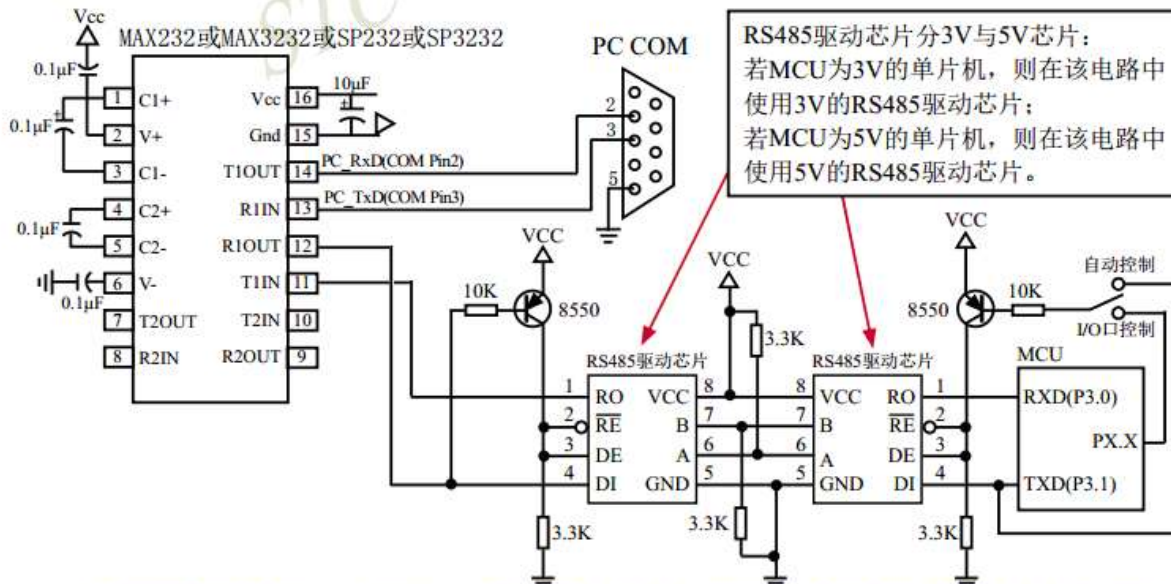 STC
Vcc
MAX232或MAX3232或SP232或SP3232
0.1μF
10μF
0.1μF
0.1μF
0.1μF
1 C1+
2 V+
3 C1-
4 C2+
5 C2-
6 V-
7 T2OUT
8 R2IN
Vcc 16
Gnd 15
T1OUT 14
R1IN 13
R1OUT 12
T1IN 11
T2IN 10
R2OUT 9
PC_RxD(COM Pin2)
PC_TxD(COM Pin3)
PC COM
2
3
5
RS485驱动芯片分3V与5V芯片：
若MCU为3V的单片机，则在该电路中
使用3V的RS485驱动芯片；
若MCU为5V的单片机，则在该电路中
使用5V的RS485驱动芯片。
VCC
10K
8550
VCC
3.3K
VCC
8550
10K
自动控制
I/O口控制
RS485驱动芯片
1 RO VCC 8
2 RE B 7
3 DE A 6
4 DI GND 5
3.3K
3.3K
RS485驱动芯片
8 VCC RO 1
7 B RE 2
6 A DE 3
5 GND DI 4
3.3K
MCU
RXD(P3.0)
PX.X
TXD(P3.1)